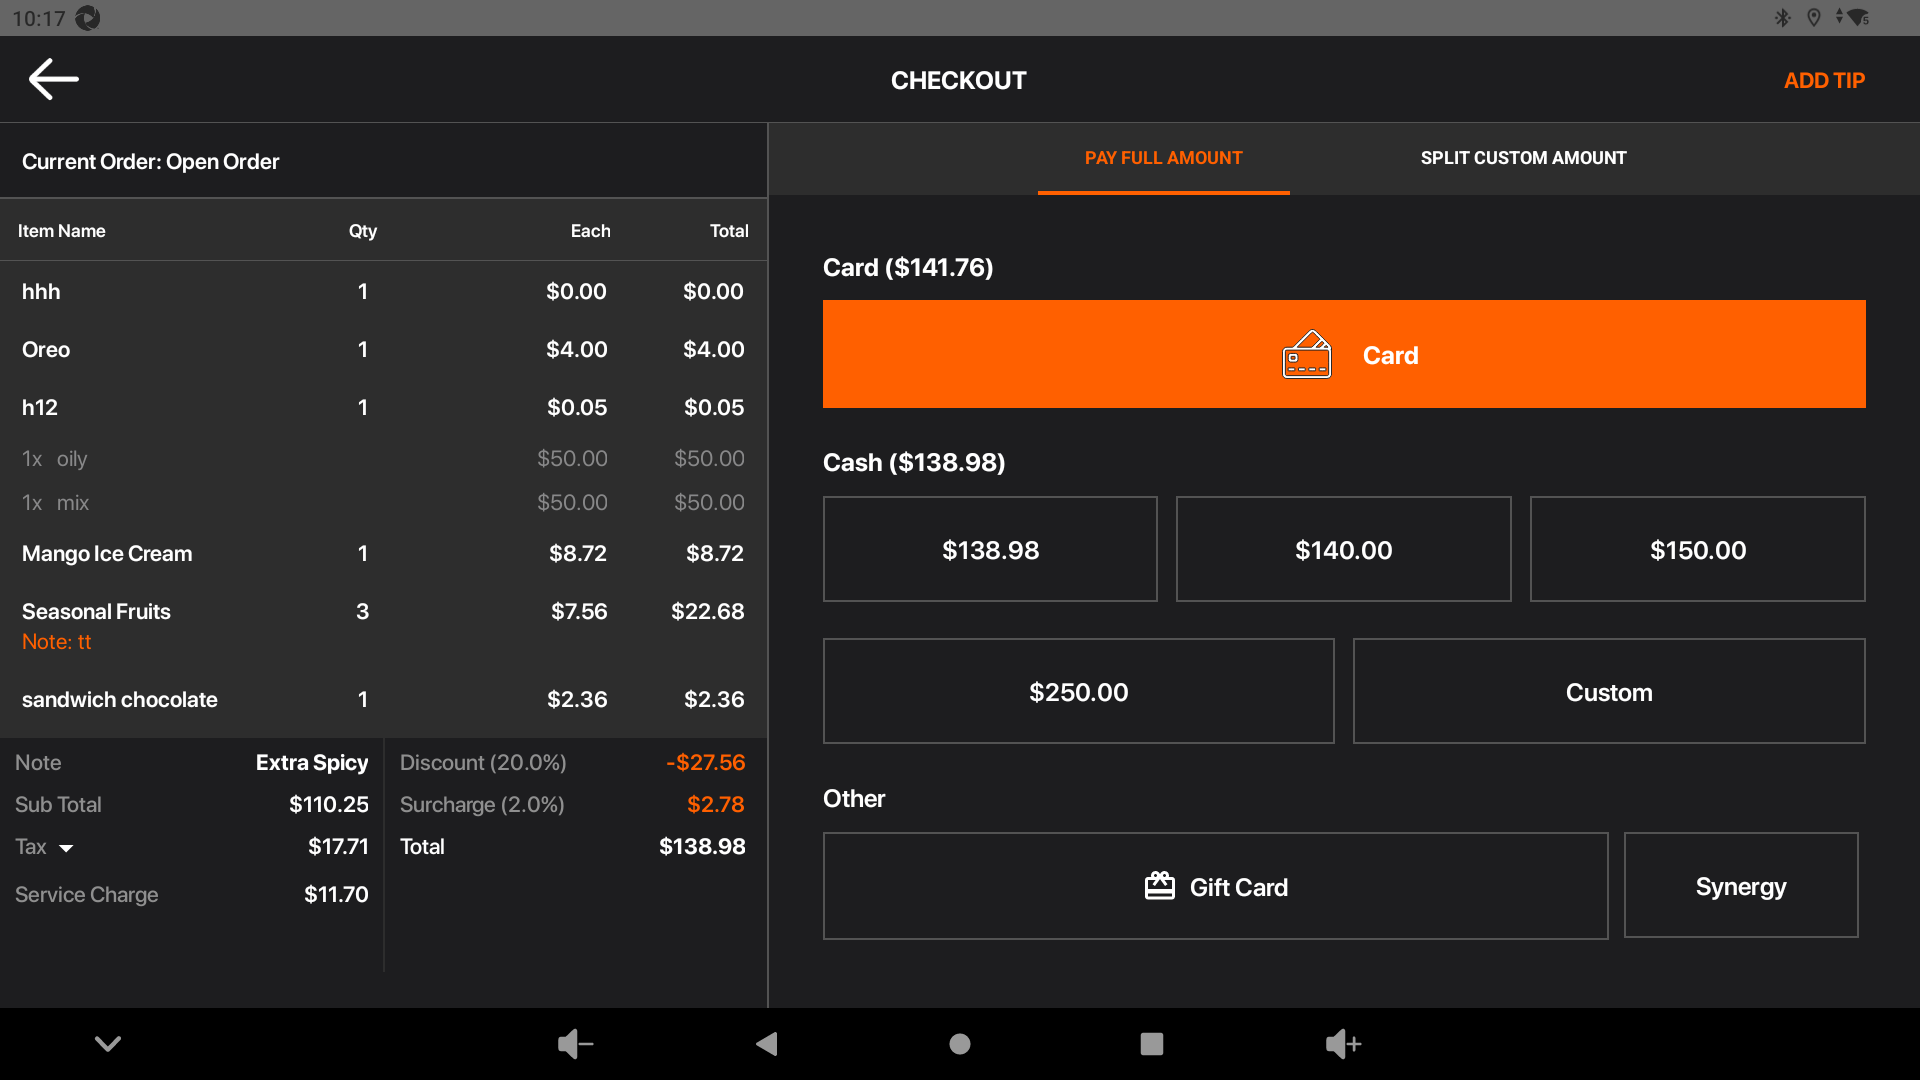 10:17
5
CHECKOUT
ADD TIP
Current Order: Open Order
PAY FULL AMOUNT
SPLIT CUSTOM AMOUNT
Item Name Qty Each Total
hhh 1 $0.00 $0.00
Oreo 1 $4.00 $4.00
h12 1 $0.05 $0.05
1x oily $50.00 $50.00
1x mix $50.00 $50.00
Mango Ice Cream 1 $8.72 $8.72
Seasonal Fruits 3 $7.56 $22.68
Note: tt
sandwich chocolate 1 $2.36 $2.36
Note Extra Spicy
Sub Total $110.25
Tax $17.71
Service Charge $11.70
Discount (20.0%) -$27.56
Surcharge (2.0%) $2.78
Total $138.98
Card ($141.76)
Card
Cash ($138.98)
$138.98
$140.00
$150.00
$250.00
Custom
Other
Gift Card
Synergy